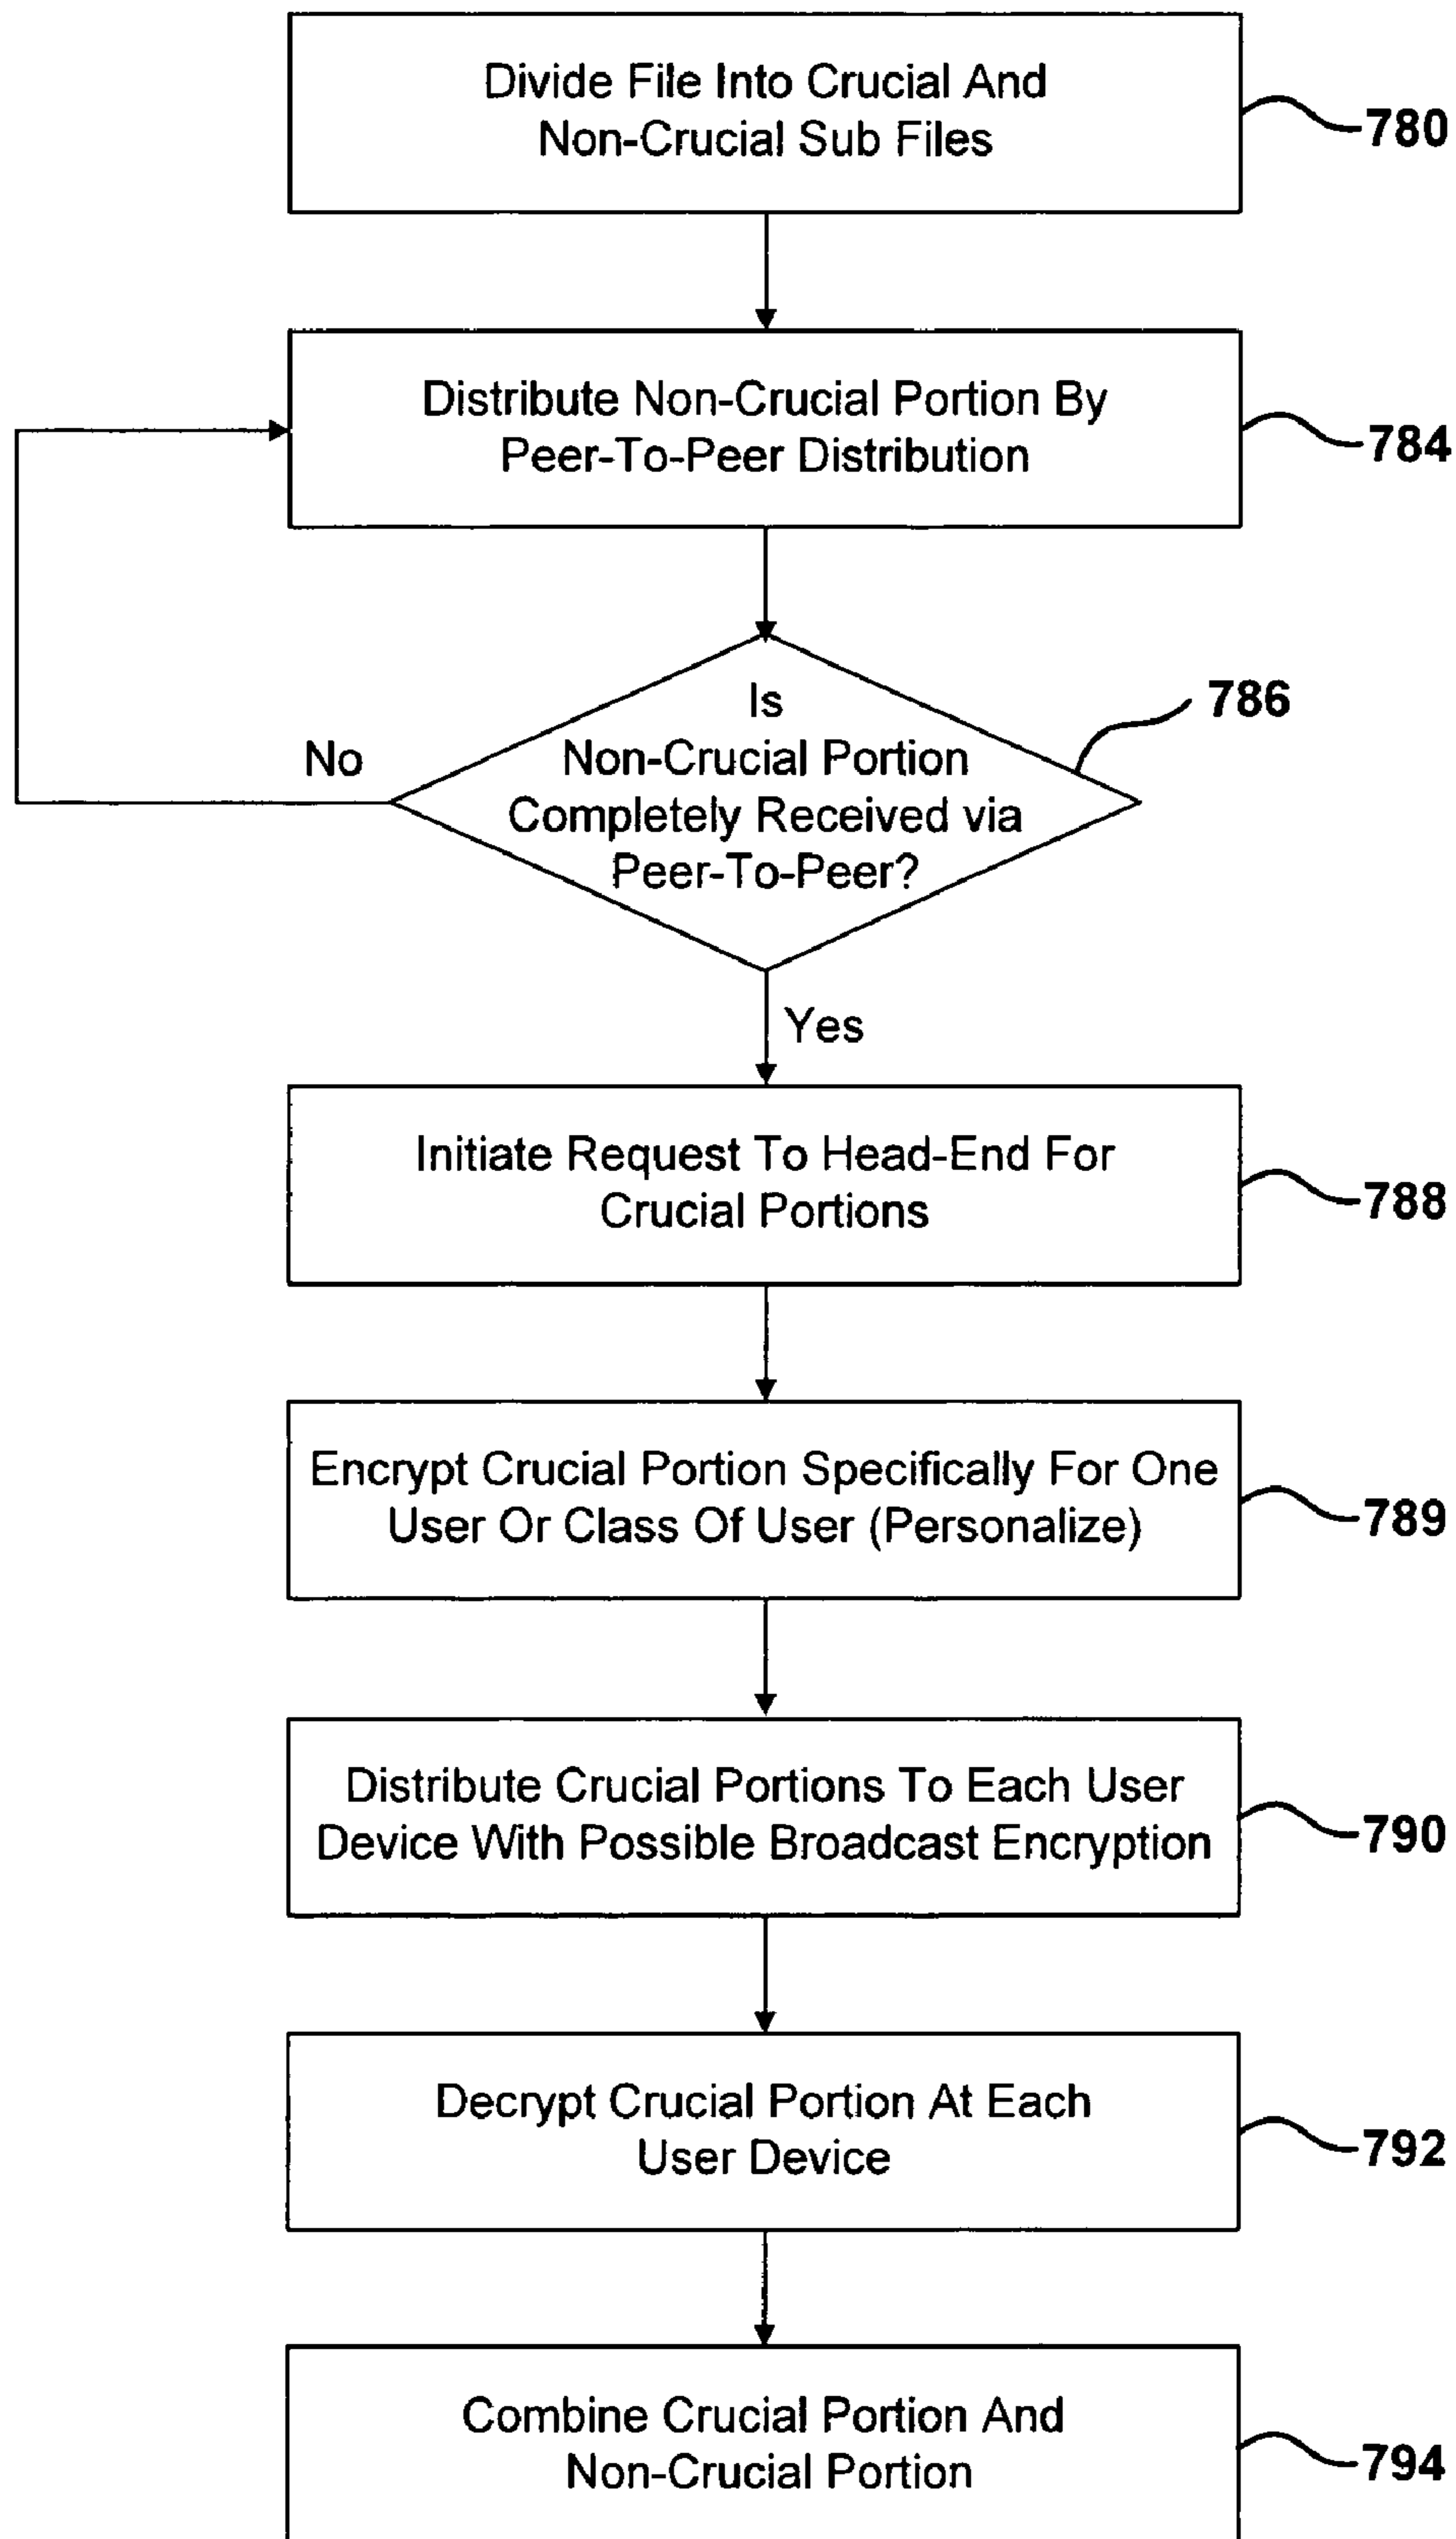 Divide File Into Crucial And
Non-Crucial Sub Files
780
Distribute Non-Crucial Portion By
Peer-To-Peer Distribution
784
Is
Non-Crucial Portion
Completely Received via
Peer-To-Peer?
786
No
Yes
Initiate Request To Head-End For
Crucial Portions
788
Encrypt Crucial Portion Specifically For One
User Or Class Of User (Personalize)
789
Distribute Crucial Portions To Each User
Device With Possible Broadcast Encryption
790
Decrypt Crucial Portion At Each
User Device
792
Combine Crucial Portion And
Non-Crucial Portion
794